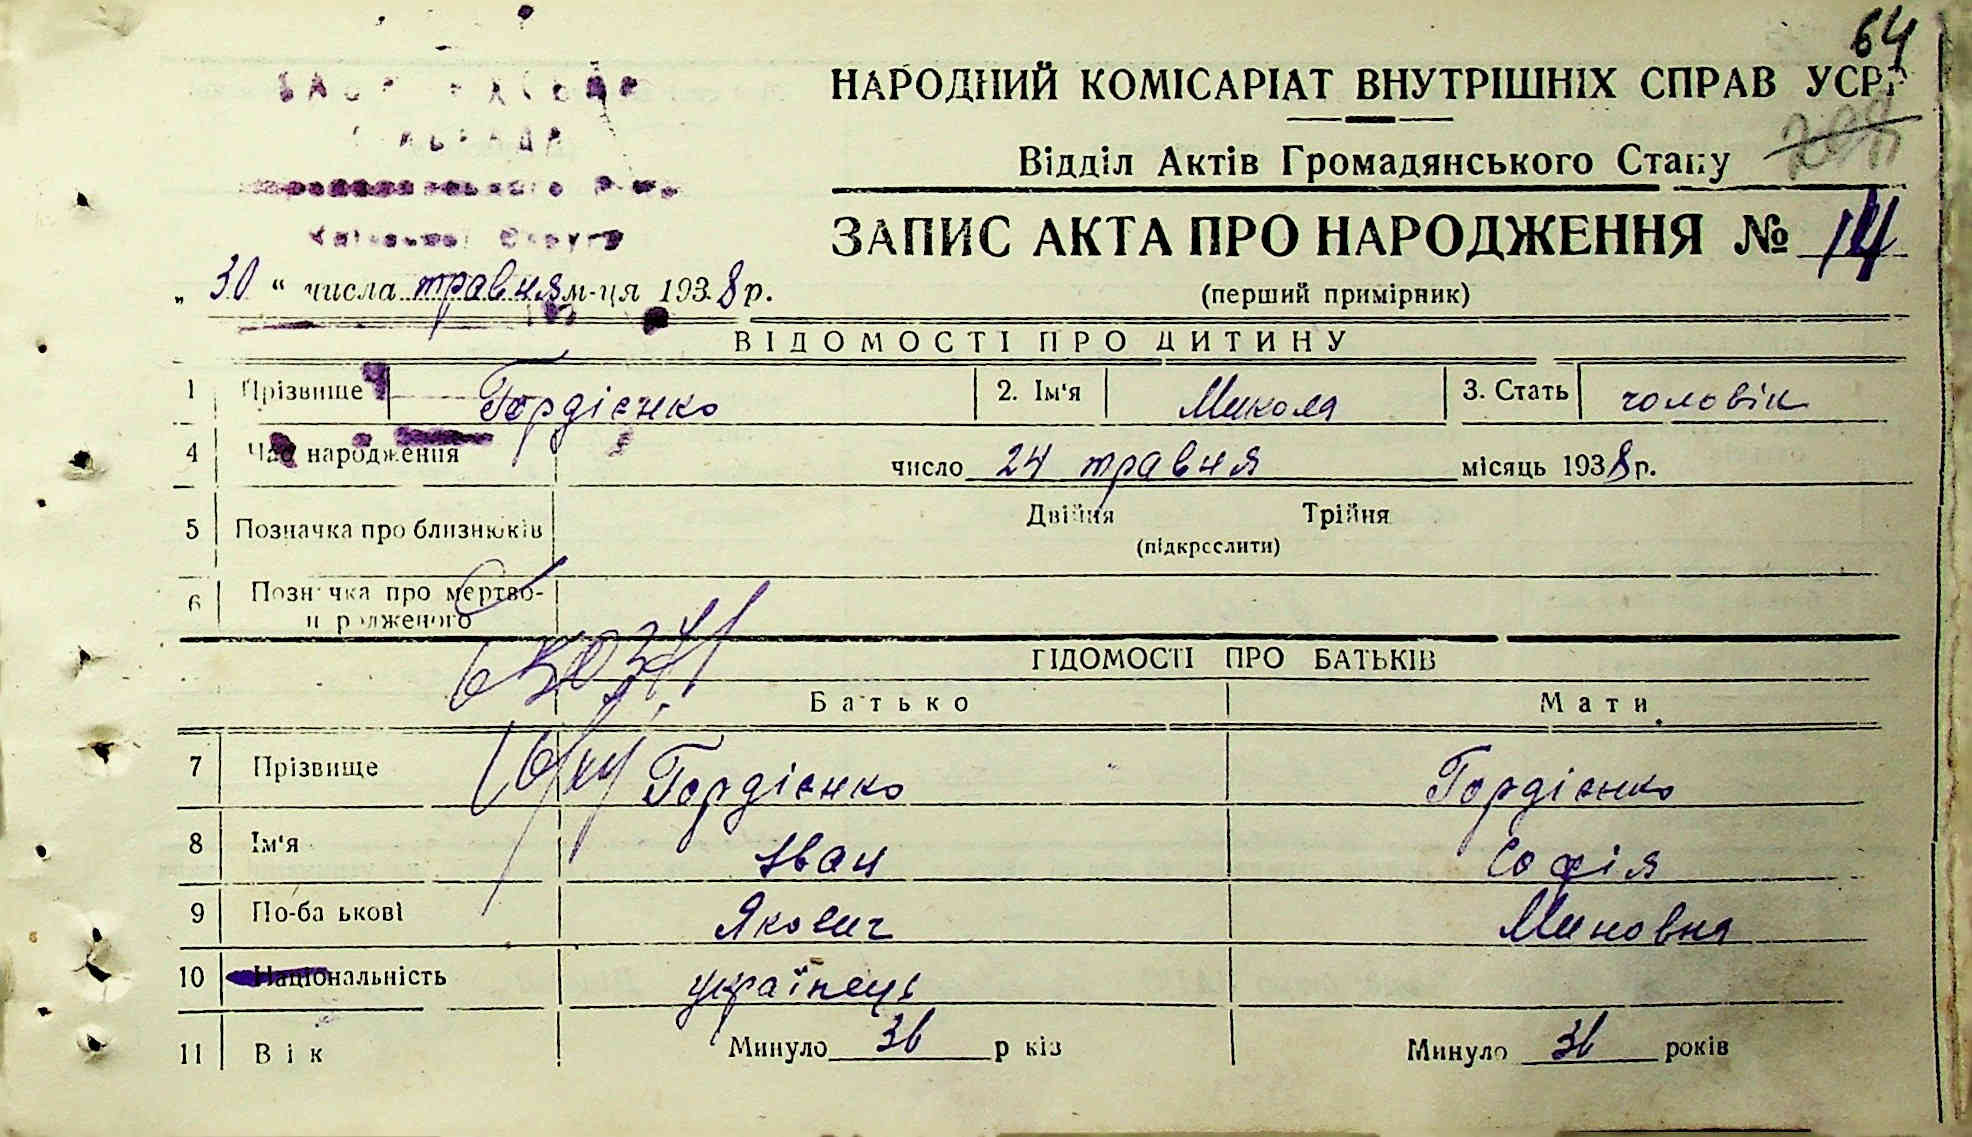 64
НАРОДНИЙ КОМІСАРІАТ ВНУТРІШНІХ СПРАВ УСРР
Відділ Актів Громадянського Стану
ЗАПИС АКТА ПРО НАРОДЖЕННЯ № 14
„ 30 “ числа травня м-ця 1938 р.
(перший примірник)
ВІДОМОСТІ ПРО ДИТИНУ
1 Прізвище Гордієнко 2. Ім'я Микола 3. Стать чоловік
4 Час народження число 24 травня місяць 1938 р.
5 Позначка про близнюків Двійня Трійня
(підкреслити)
6 Позначка про мертво-
народженого
ВІДОМОСТІ ПРО БАТЬКІВ
Батько Мати
7 Прізвище Гордієнко Гордієнко
8 Ім'я Іван Софія
9 По-батькові Якович Миновна
10 Національність українець
11 Вік Минуло 36 років Минуло 36 років